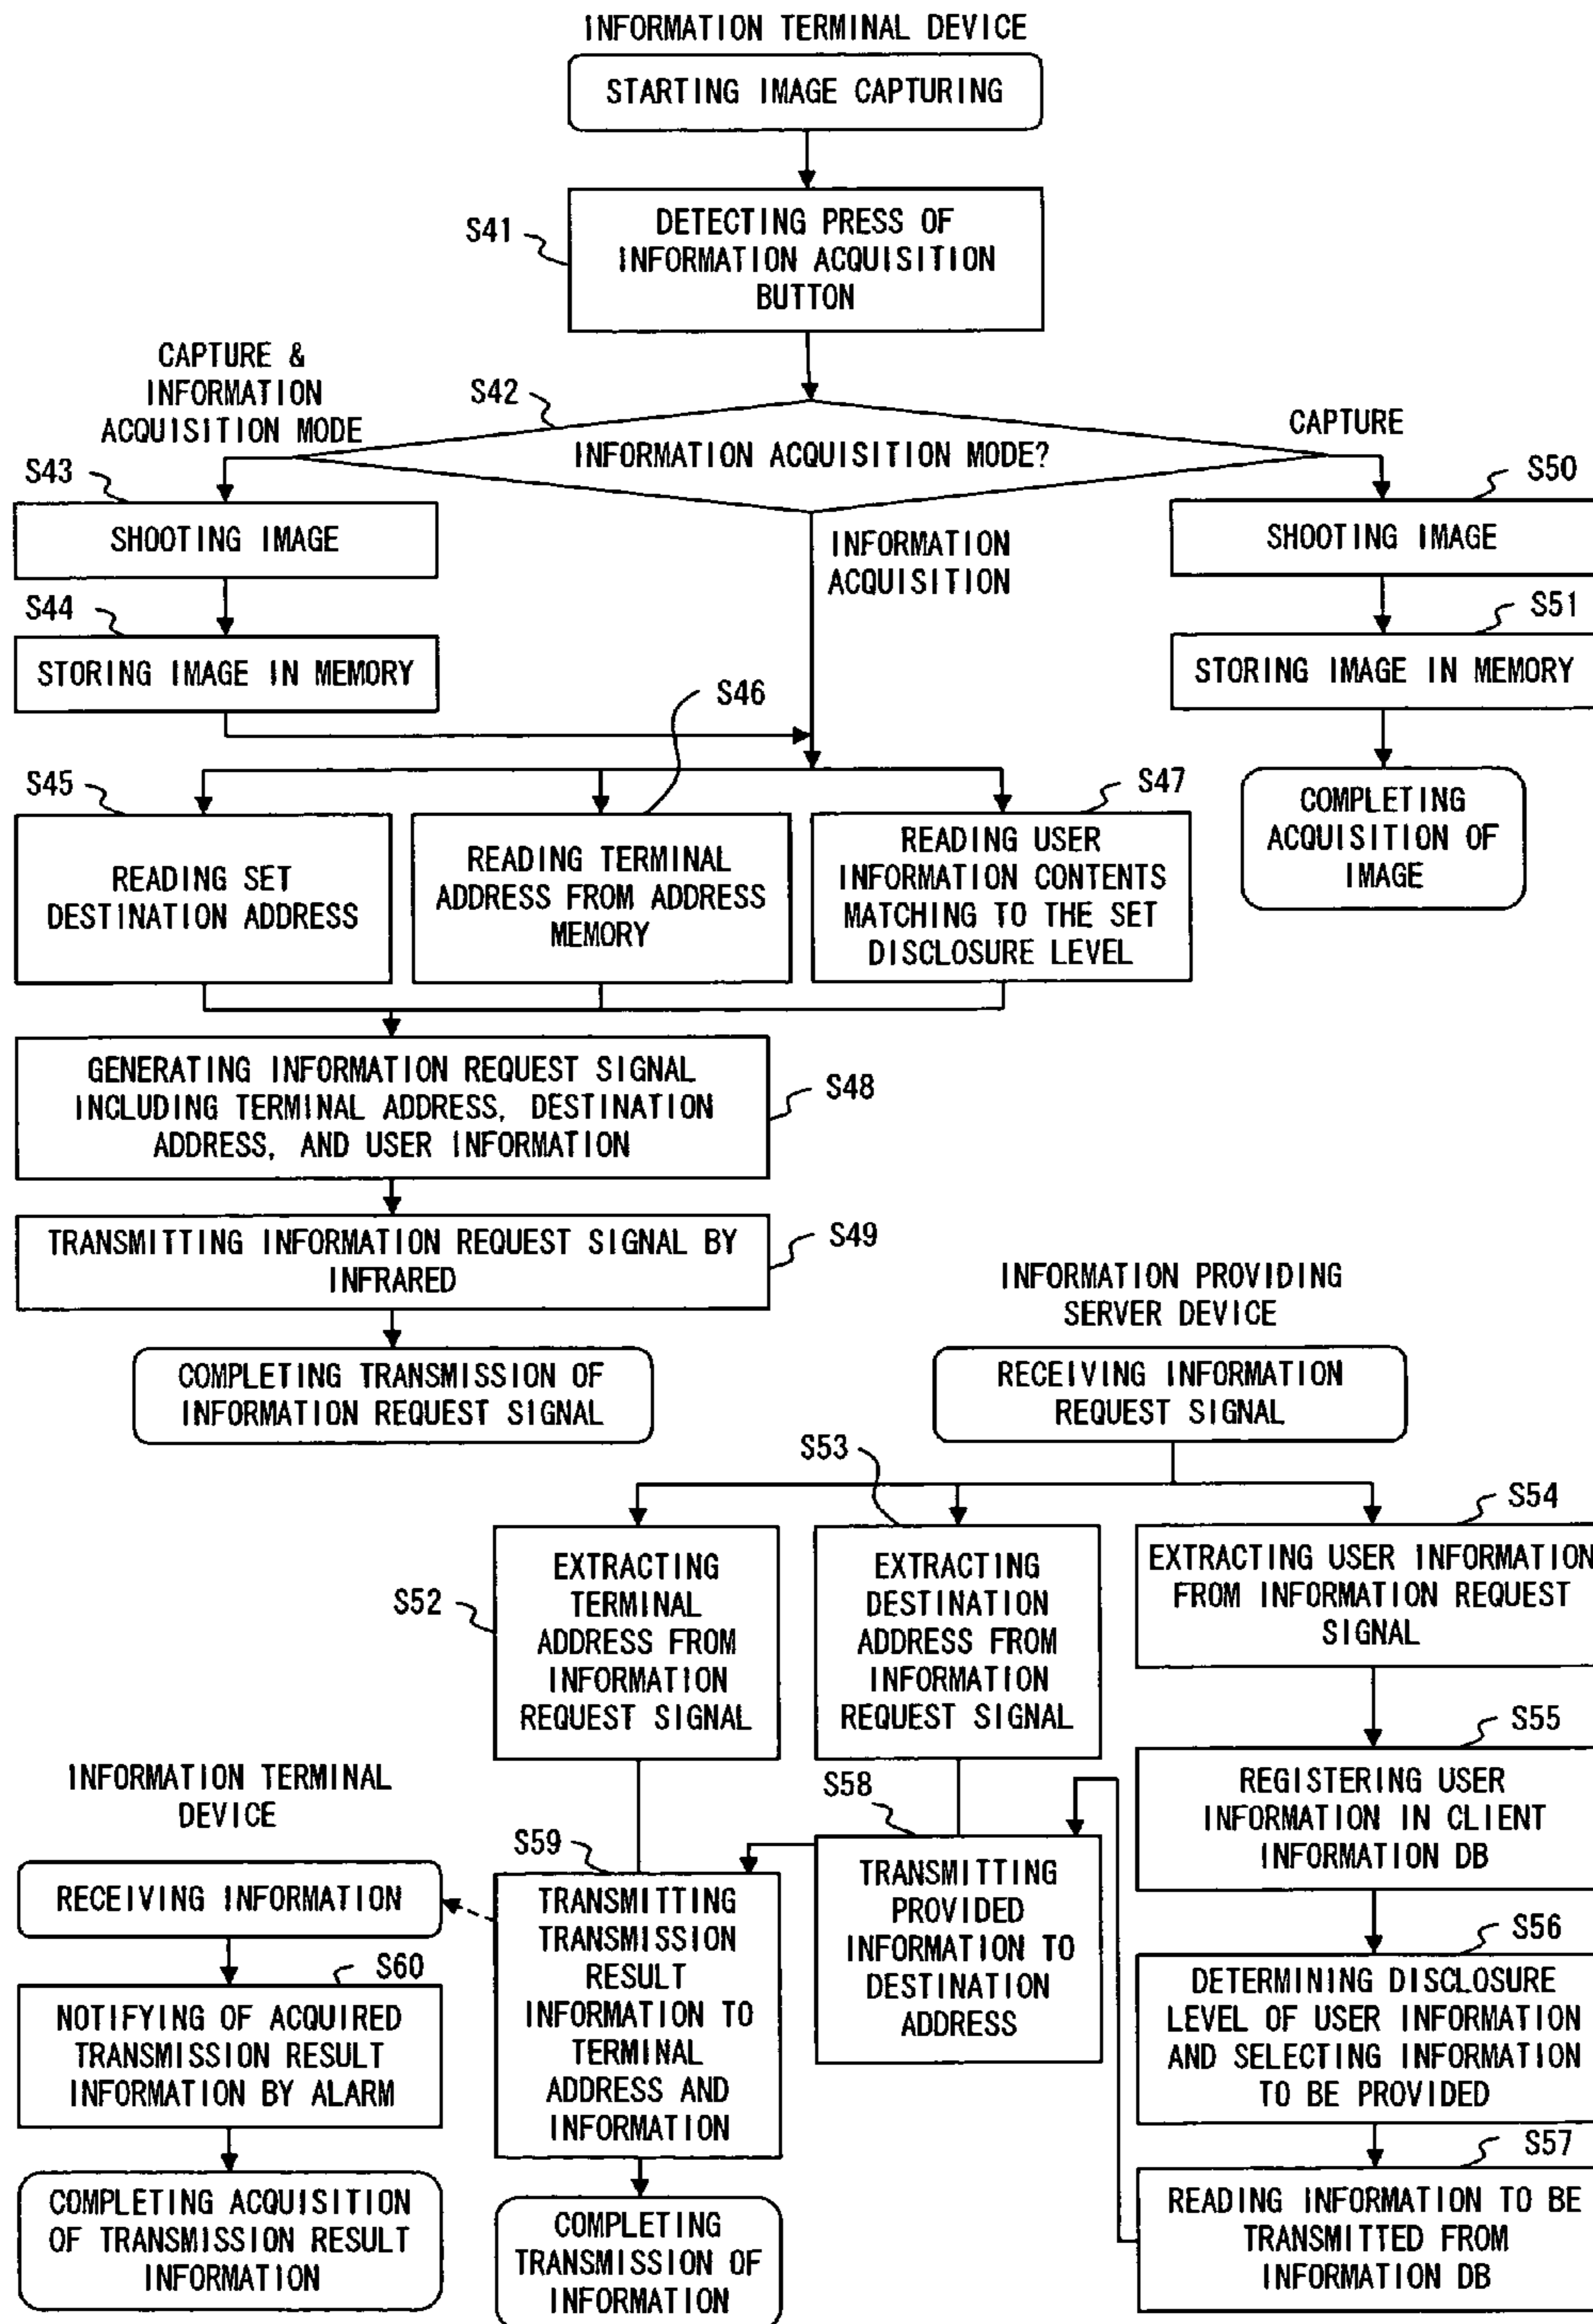 INFORMATION TERMINAL DEVICE
STARTING IMAGE CAPTURING
S41
DETECTING PRESS OF
INFORMATION ACQUISITION
BUTTON
CAPTURE &
INFORMATION
ACQUISITION MODE
S42
INFORMATION ACQUISITION MODE?
CAPTURE
S43
SHOOTING IMAGE
S44
STORING IMAGE IN MEMORY
INFORMATION
ACQUISITION
S50
SHOOTING IMAGE
S51
STORING IMAGE IN MEMORY
COMPLETING
ACQUISITION OF
IMAGE
S45
READING SET
DESTINATION ADDRESS
S46
READING TERMINAL
ADDRESS FROM ADDRESS
MEMORY
S47
READING USER
INFORMATION CONTENTS
MATCHING TO THE SET
DISCLOSURE LEVEL
GENERATING INFORMATION REQUEST SIGNAL
INCLUDING TERMINAL ADDRESS, DESTINATION
ADDRESS, AND USER INFORMATION
S48
TRANSMITTING INFORMATION REQUEST SIGNAL BY
INFRARED
S49
COMPLETING TRANSMISSION OF
INFORMATION REQUEST SIGNAL
INFORMATION PROVIDING
SERVER DEVICE
RECEIVING INFORMATION
REQUEST SIGNAL
S52
EXTRACTING
TERMINAL
ADDRESS FROM
INFORMATION
REQUEST SIGNAL
S53
EXTRACTING
DESTINATION
ADDRESS FROM
INFORMATION
REQUEST SIGNAL
S54
EXTRACTING USER INFORMATION
FROM INFORMATION REQUEST
SIGNAL
S55
REGISTERING USER
INFORMATION IN CLIENT
INFORMATION DB
S56
DETERMINING DISCLOSURE
LEVEL OF USER INFORMATION
AND SELECTING INFORMATION
TO BE PROVIDED
S57
READING INFORMATION TO BE
TRANSMITTED FROM
INFORMATION DB
S58
TRANSMITTING
PROVIDED
INFORMATION TO
DESTINATION
ADDRESS
S59
TRANSMITTING
TRANSMISSION
RESULT
INFORMATION TO
TERMINAL
ADDRESS AND
INFORMATION
COMPLETING
TRANSMISSION OF
INFORMATION
INFORMATION TERMINAL
DEVICE
RECEIVING INFORMATION
S60
NOTIFYING OF ACQUIRED
TRANSMISSION RESULT
INFORMATION BY ALARM
COMPLETING ACQUISITION
OF TRANSMISSION RESULT
INFORMATION